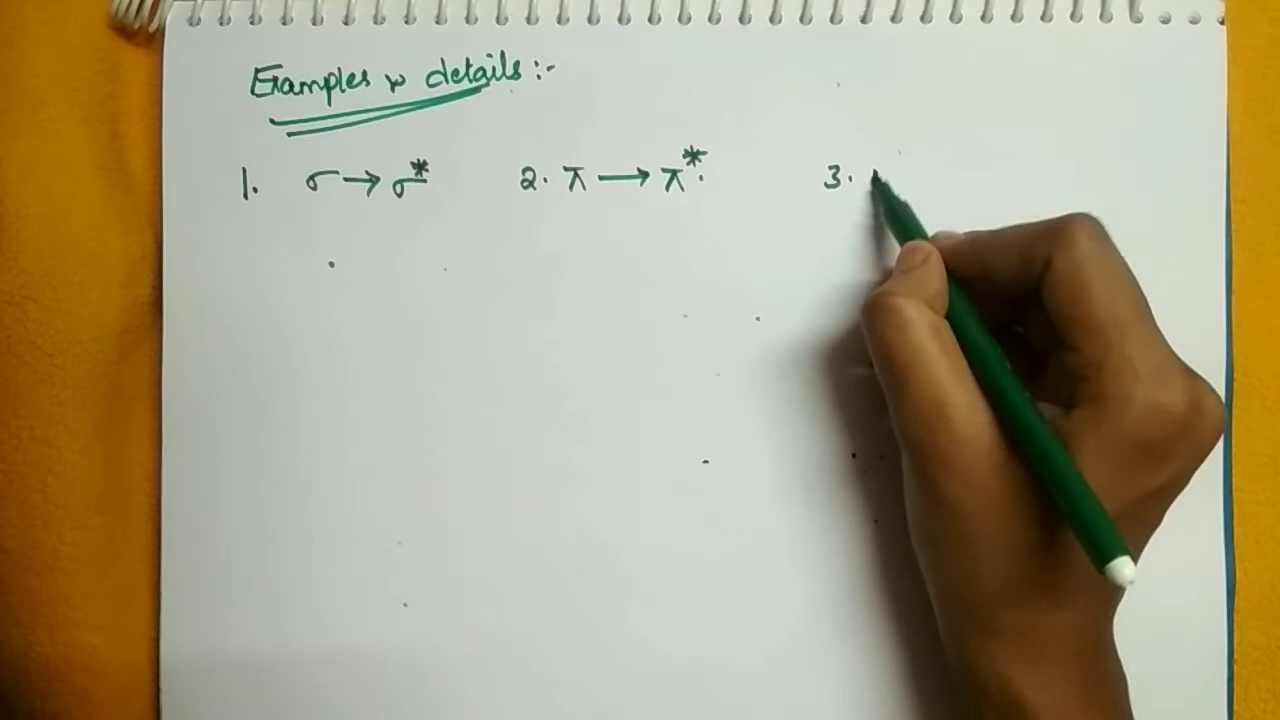 Examples & details :-
1. σ → σ* 2. π → π*. 3.